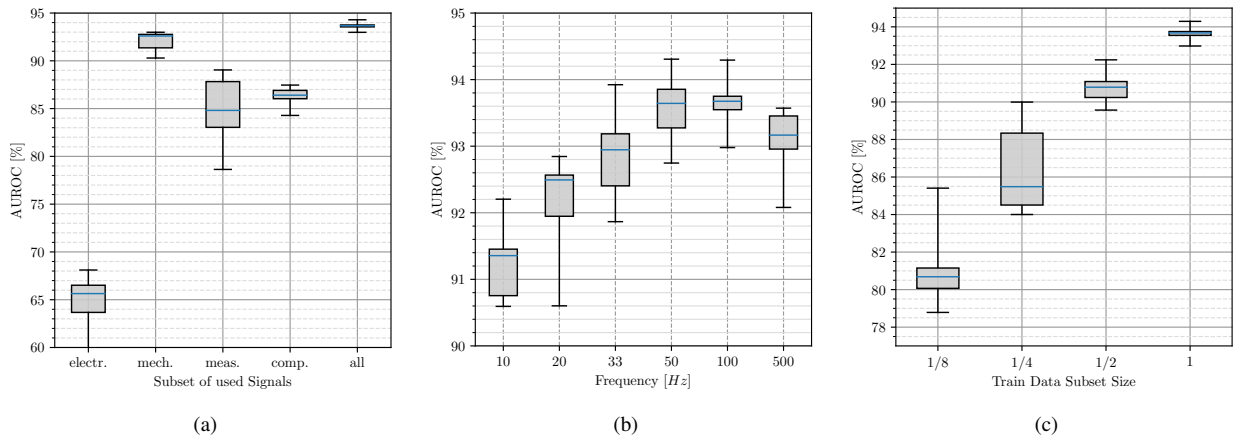 95
90
85
80
75
70
65
60
AUROC [%]
electr. mech. meas. comp. all
Subset of used Signals
(a)
95
94
93
92
91
90
AUROC [%]
10 20 33 50 100 500
Frequency [Hz]
(b)
94
92
90
88
86
84
82
80
78
AUROC [%]
1/8 1/4 1/2 1
Train Data Subset Size
(c)